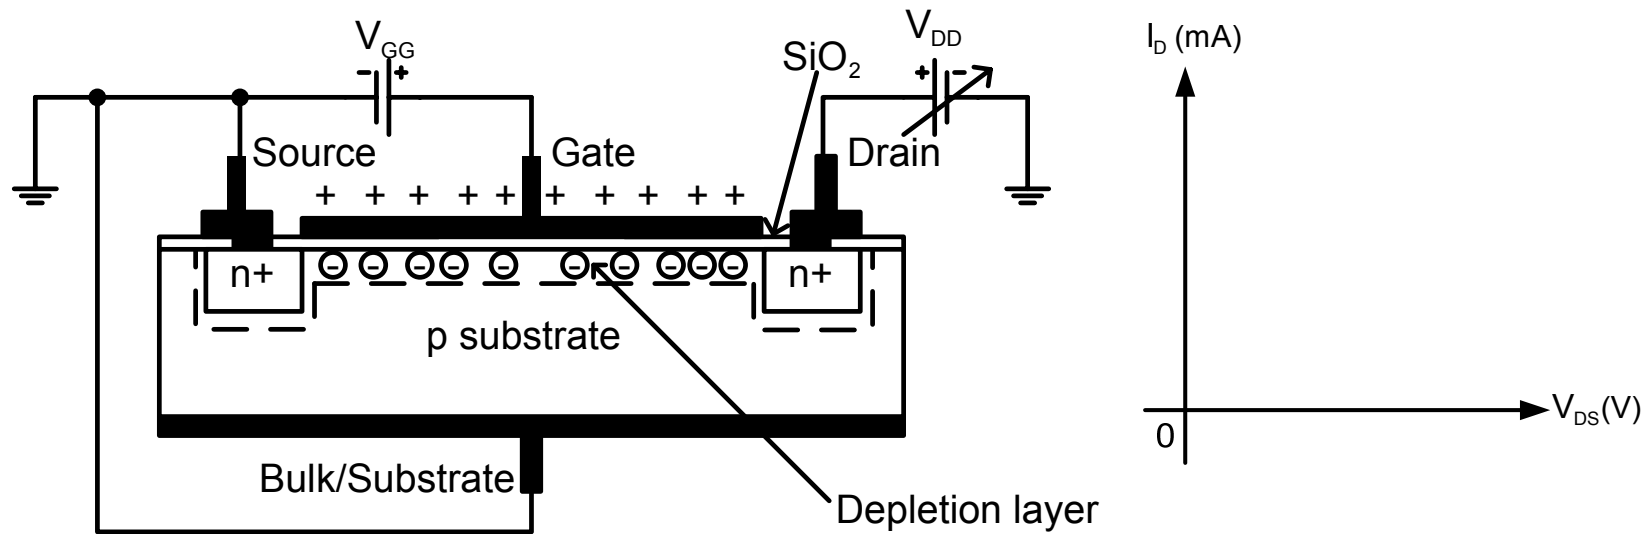 V_GG
- +
SiO₂
V_DD
+ -
I_D (mA)
Source
Gate
Drain
+ + + + + + + + + +
n+
- - - - - - - - - -
n+
p substrate
V_DS(V)
0
Bulk/Substrate
Depletion layer